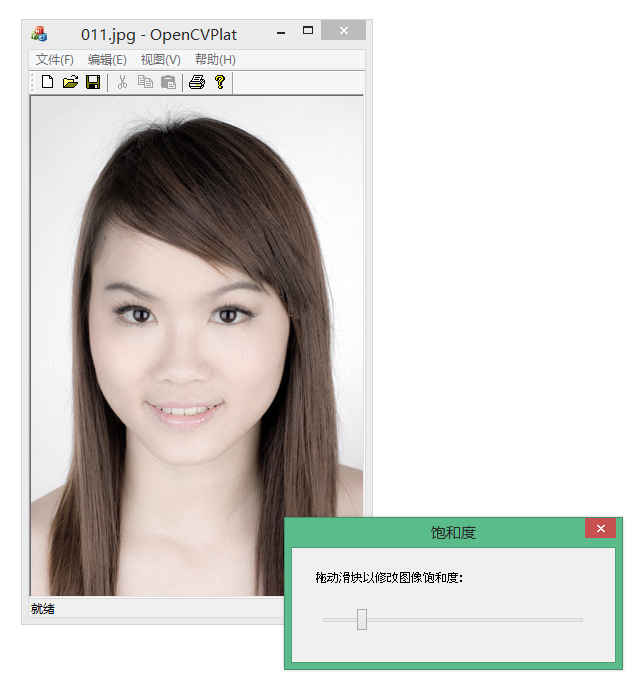 011.jpg - OpenCVPlat
文件(F) 编辑(E) 视图(V) 帮助(H)
就绪
饱和度
拖动滑块以修改图像饱和度: